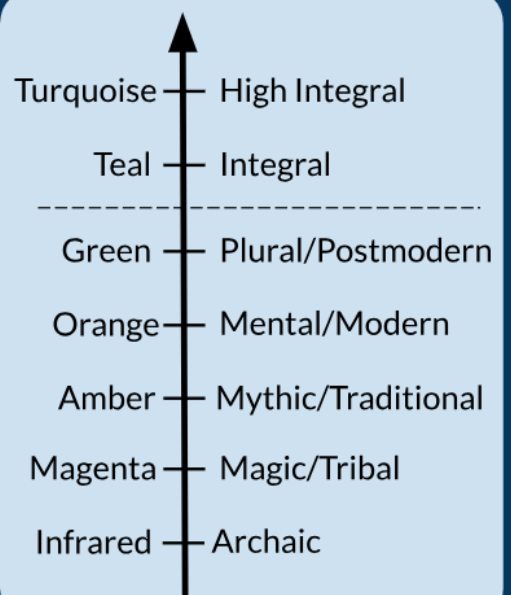 Turquoise High Integral
Teal Integral
Green Plural/Postmodern
Orange Mental/Modern
Amber Mythic/Traditional
Magenta Magic/Tribal
Infrared Archaic